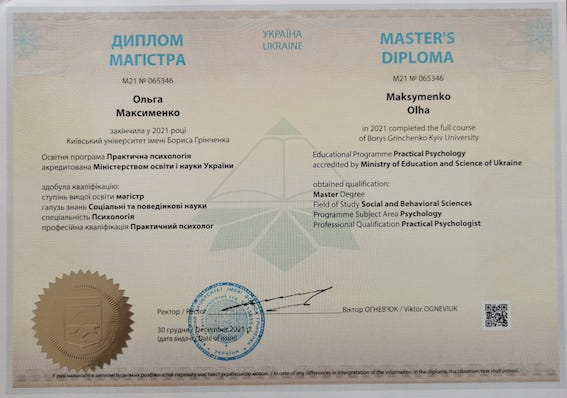 УКРАЇНА
UKRAINE
ДИПЛОМ
МАГІСТРА
М21 № 065346
Ольга
Максименко
закінчила у 2021 році
Київський університет імені Бориса Грінченка
Освітня програма Практична психологія
акредитована Міністерством освіти і науки України
здобула кваліфікацію:
ступінь вищої освіти магістр
галузь знань Соціальні та поведінкові науки
спеціальність Психологія
професійна кваліфікація Практичний психолог
MASTER'S
DIPLOMA
M21 № 065346
Maksymenko
Olha
in 2021 completed the full course
of Borys Grinchenko Kyiv University
Educational Programme Practical Psychology
accredited by Ministry of Education and Science of Ukraine
obtained qualification:
Master Degree
Field of Study Social and Behavioral Sciences
Programme Subject Area Psychology
Professional Qualification Practical Psychologist
Ректор / Rector
Віктор ОГНЕВ'ЮК / Viktor OGNEVIUK
30 грудня / December 2021 р.
(дата видачі / Date of issue)
У разі наявності в дипломі будь-яких розбіжностей перевагу має текст українською мовою. / In case of any differences in interpretation of the information in the diploma, the Ukrainian text shall prevail.